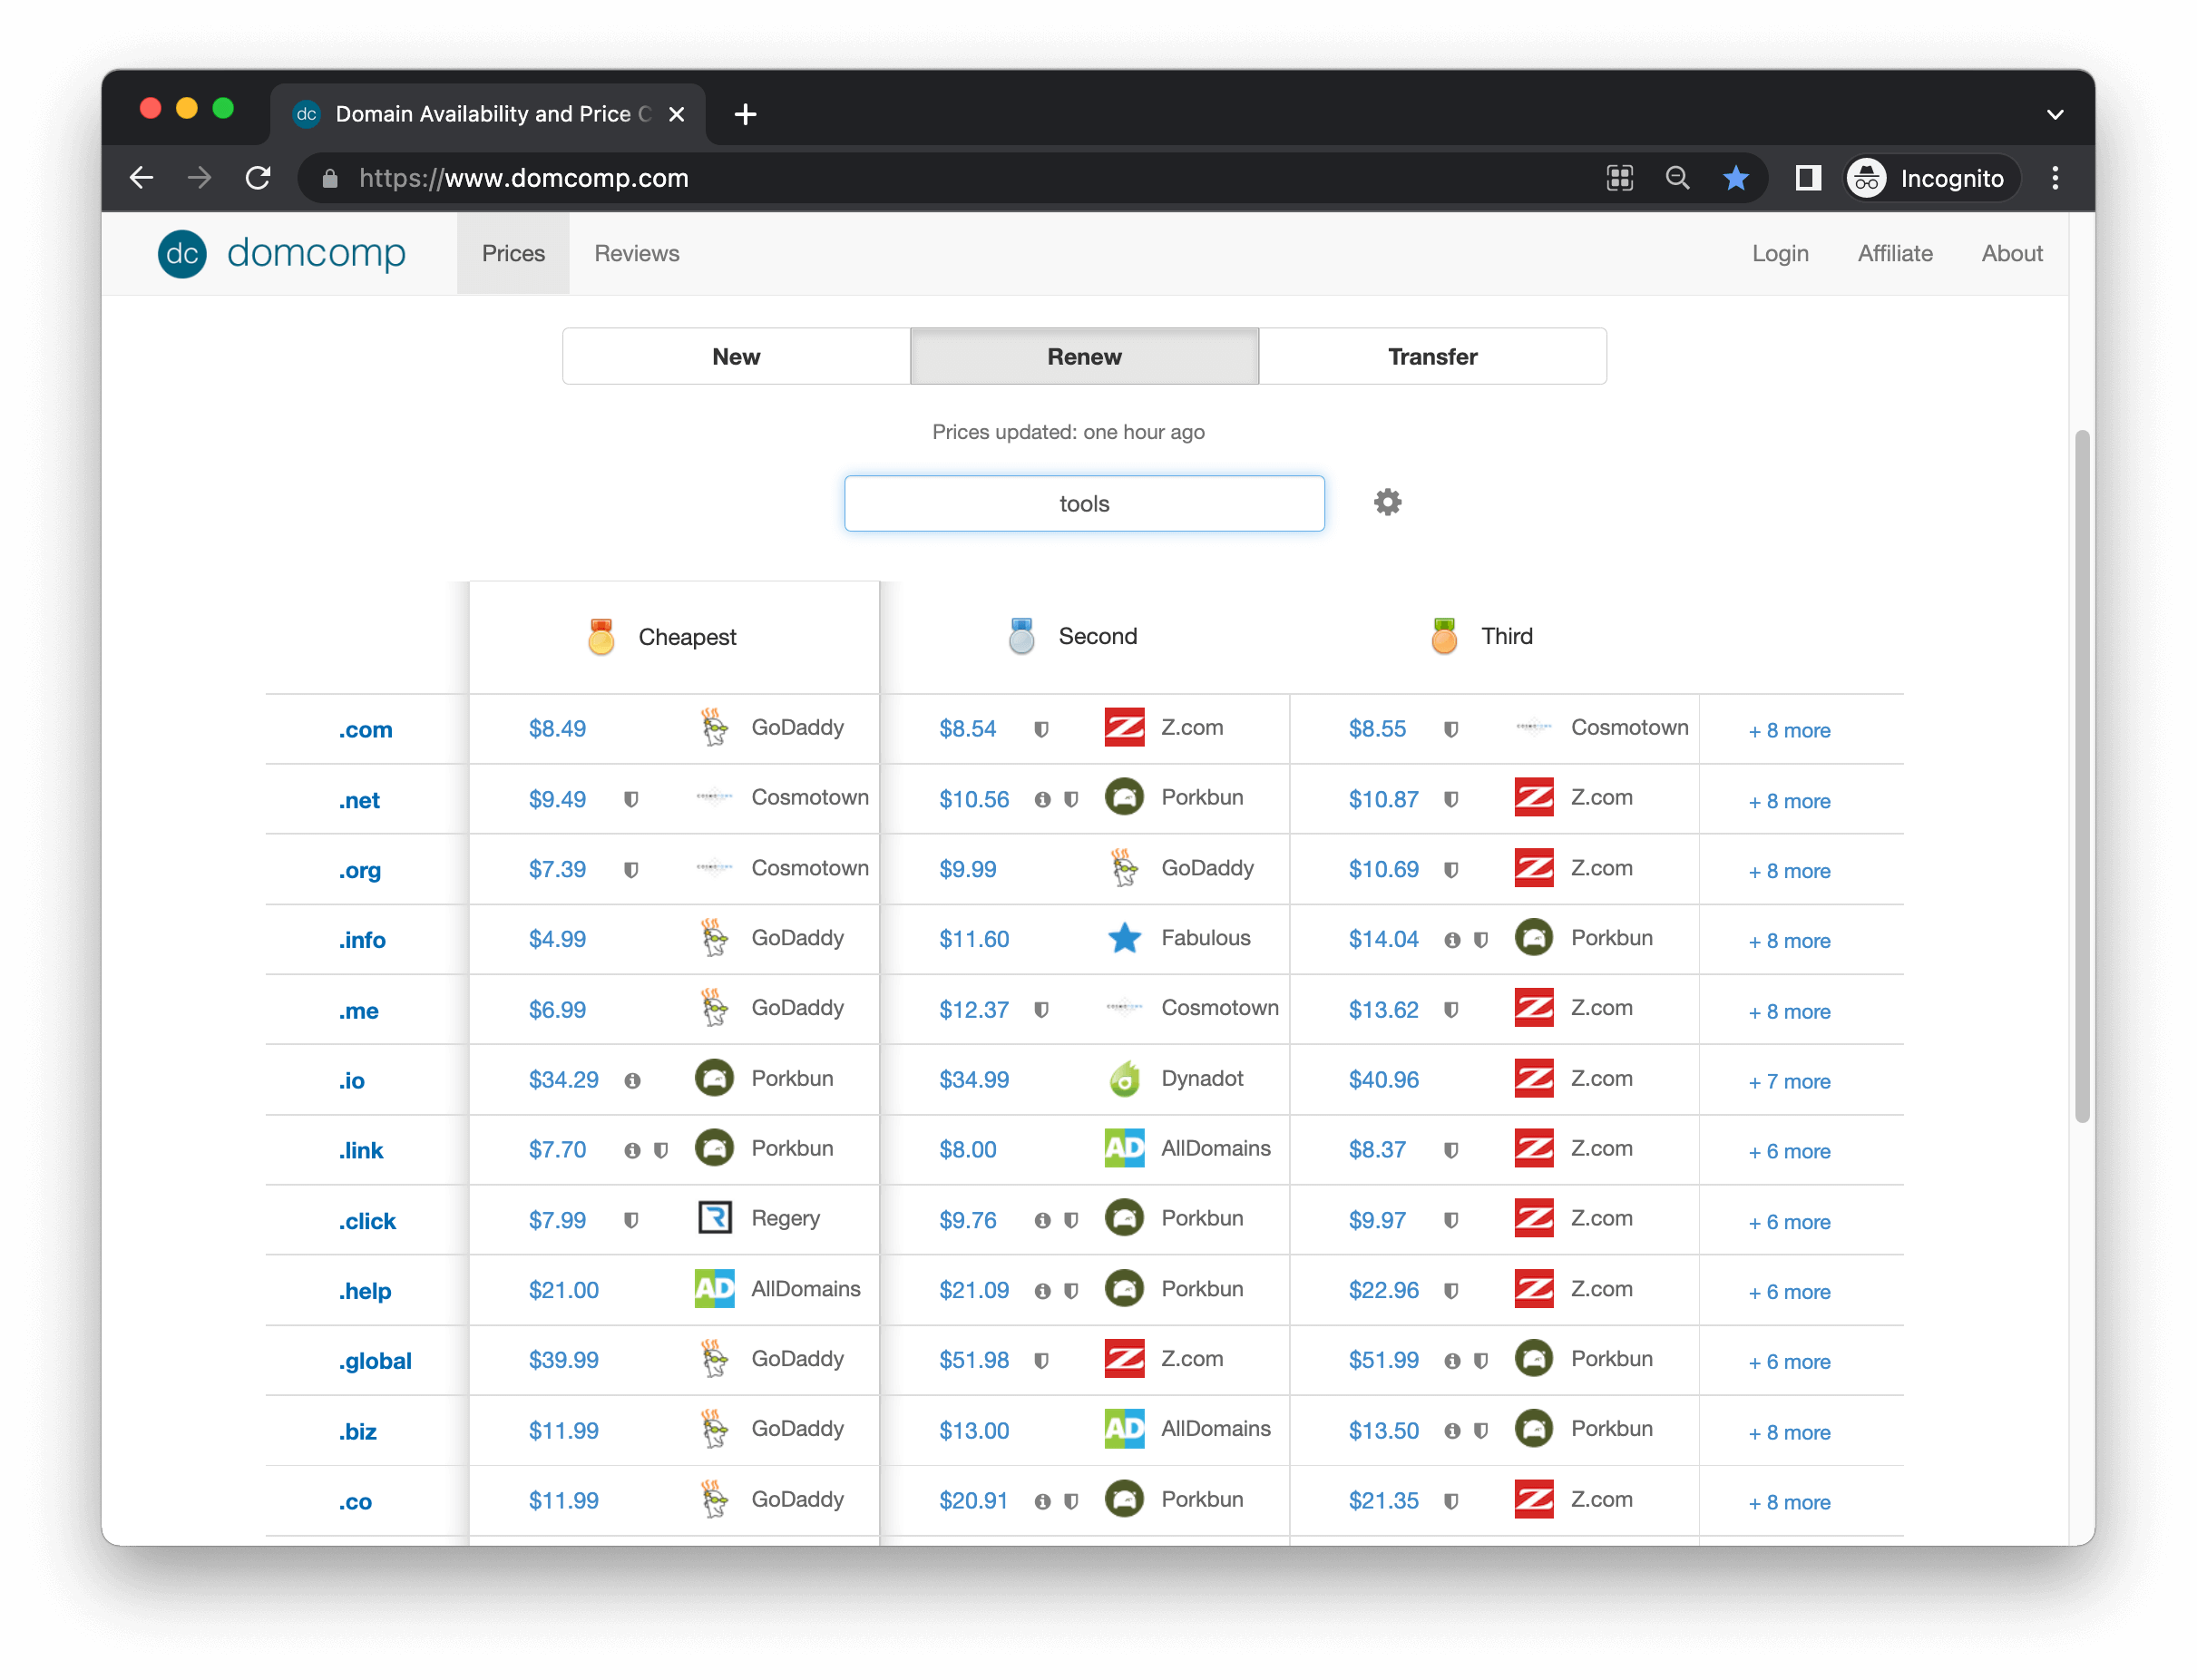 dc Domain Availability and Price C
https://www.domcomp.com Incognito
dc domcomp Prices Reviews Login Affiliate About
New Renew Transfer
Prices updated: one hour ago
tools
Cheapest Second Third
.com $8.49 GoDaddy $8.54 Z.com $8.55 Cosmotown + 8 more
.net $9.49 Cosmotown $10.56 Porkbun $10.87 Z.com + 8 more
.org $7.39 Cosmotown $9.99 GoDaddy $10.69 Z.com + 8 more
.info $4.99 GoDaddy $11.60 Fabulous $14.04 Porkbun + 8 more
.me $6.99 GoDaddy $12.37 Cosmotown $13.62 Z.com + 8 more
.io $34.29 Porkbun $34.99 Dynadot $40.96 Z.com + 7 more
.link $7.70 Porkbun $8.00 AD AllDomains $8.37 Z.com + 6 more
.click $7.99 Regery $9.76 Porkbun $9.97 Z.com + 6 more
.help $21.00 AD AllDomains $21.09 Porkbun $22.96 Z.com + 6 more
.global $39.99 GoDaddy $51.98 Z.com $51.99 Porkbun + 6 more
.biz $11.99 GoDaddy $13.00 AD AllDomains $13.50 Porkbun + 8 more
.co $11.99 GoDaddy $20.91 Porkbun $21.35 Z.com + 8 more